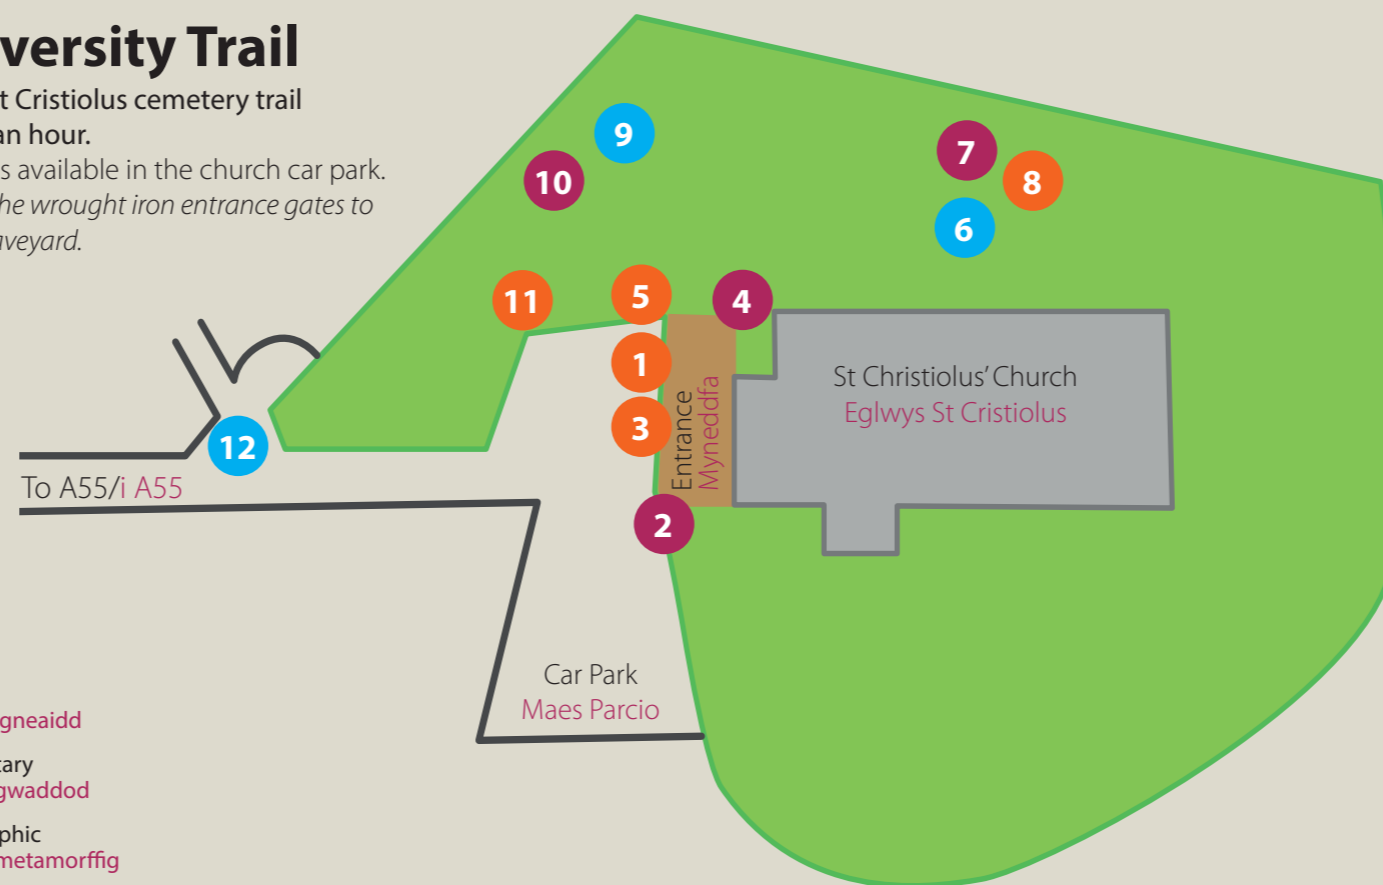 versity Trail
t Cristiolus cemetery trail
an hour.
s available in the church car park.
he wrought iron entrance gates to
aveyard.
9
7
10
8
6
11
5
4
1
St Christiolus' Church
Eglwys St Cristiolus
3
Entrance
Myneddfa
12
To A55/i A55
2
Car Park
Maes Parcio
gneaidd
tary
gwaddod
phic
metamorffig